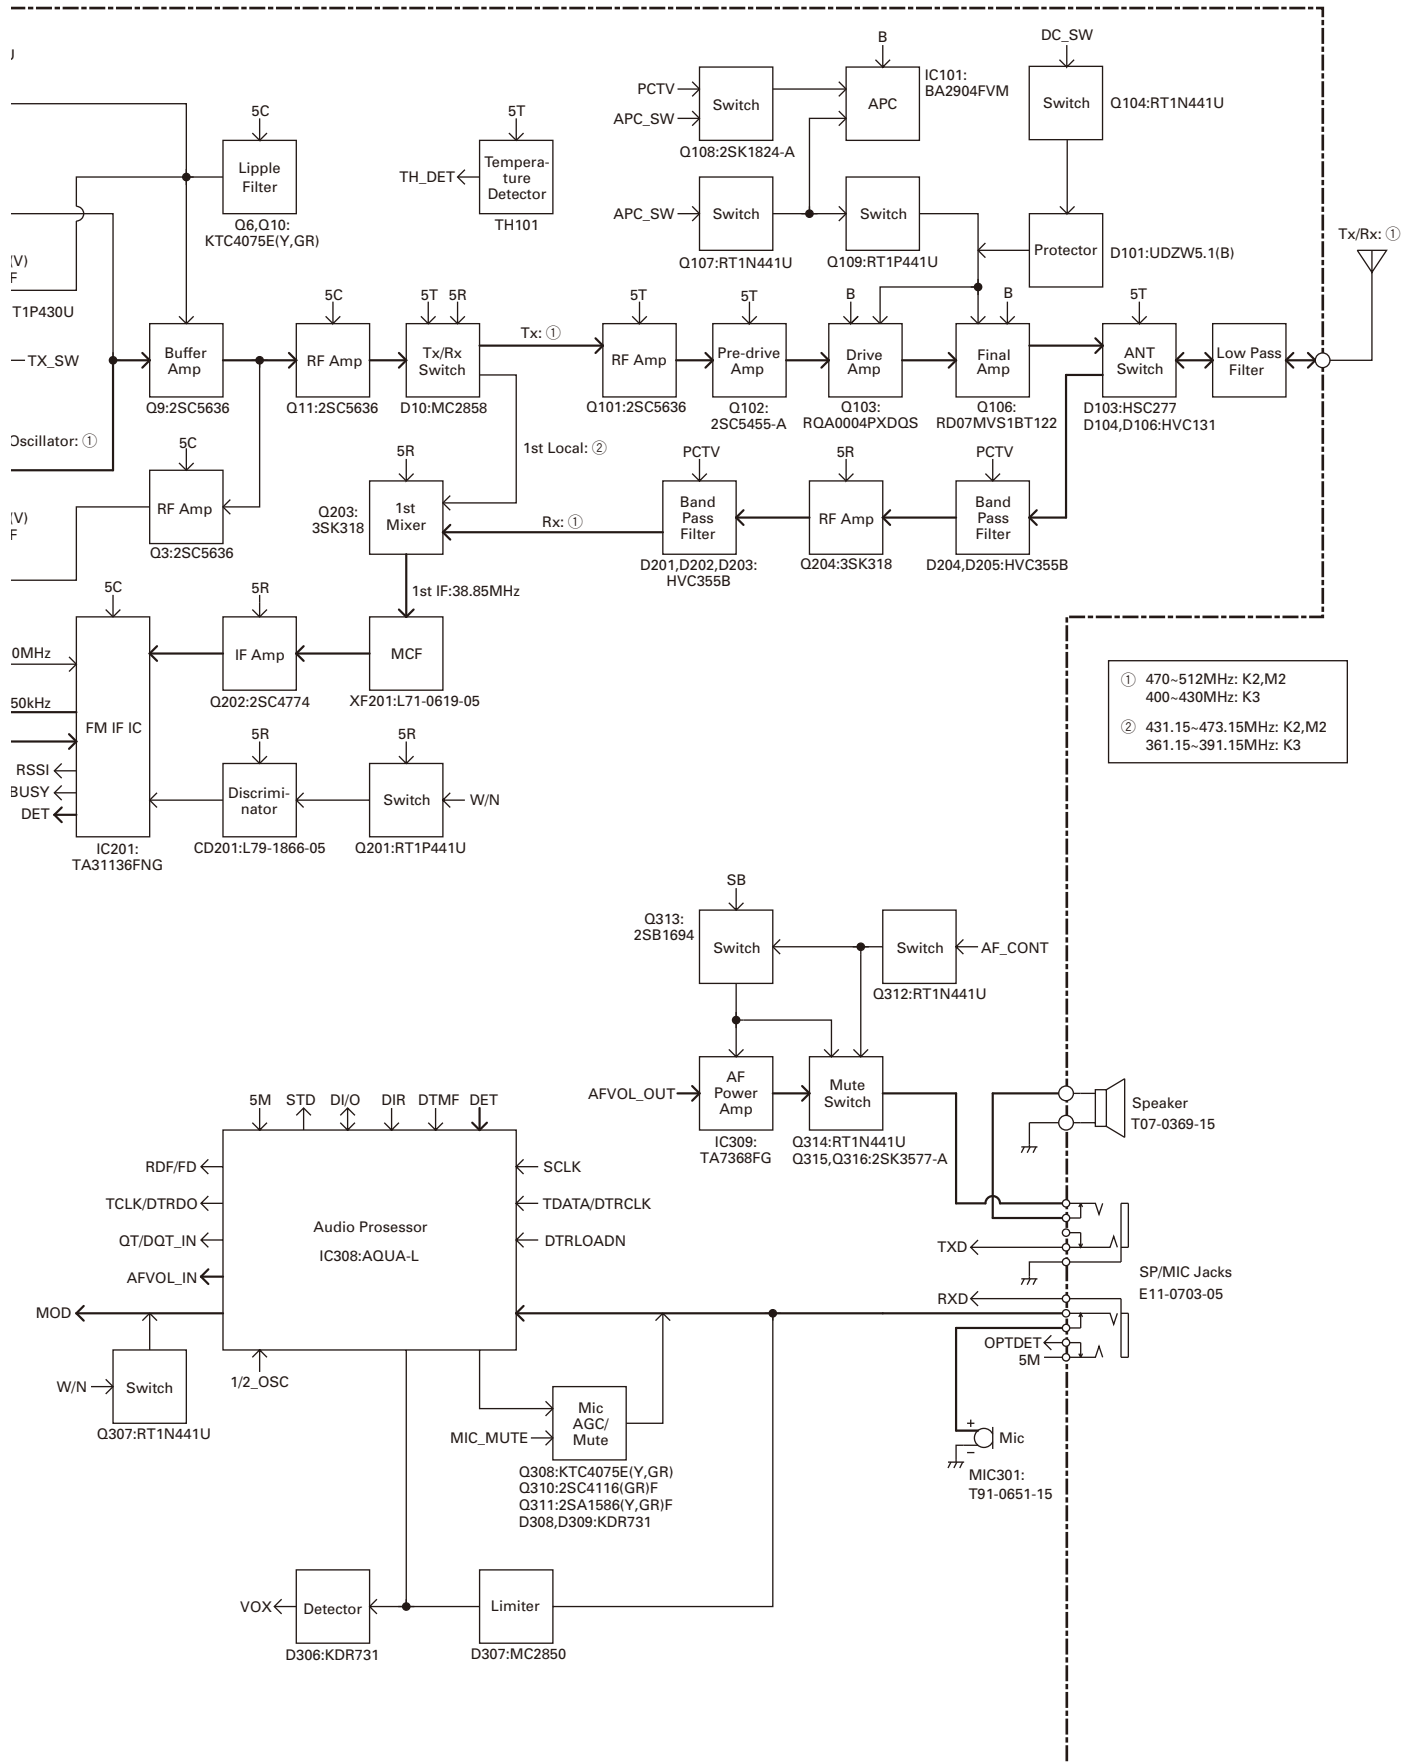 B
DC_SW
IC101:
BA2904FVM
PCTV
APC_SW
Switch
APC
Switch
Q104:RT1N441U
Q108:2SK1824-A
5C
Lipple
Filter
Q6,Q10:
KTC4075E(Y,GR)
5T
TH_DET
Tempera-
ture
Detector
TH101
APC_SW
Switch
Switch
Q107:RT1N441U
Q109:RT1P441U
Protector
D101:UDZW5.1(B)
Tx/Rx: ①
(V)
F
T1P430U
TX_SW
Buffer
Amp
Q9:2SC5636
5C
RF Amp
Q11:2SC5636
5T
5R
Tx/Rx
Switch
D10:MC2858
Tx: ①
5T
RF Amp
Q101:2SC5636
5T
Pre-drive
Amp
Q102:
2SC5455-A
B
Drive
Amp
Q103:
RQA0004PXDQS
B
Final
Amp
Q106:
RD07MVS1BT122
5T
ANT
Switch
D103:HSC277
D104,D106:HVC131
Low Pass
Filter
Oscillator: ①
5C
RF Amp
Q3:2SC5636
(V)
F
1st Local: ②
5R
Q203:
3SK318
1st
Mixer
Rx: ①
PCTV
Band
Pass
Filter
D201,D202,D203:
HVC355B
5R
RF Amp
Q204:3SK318
PCTV
Band
Pass
Filter
D204,D205:HVC355B
1st IF:38.85MHz
5C
5R
0MHz
50kHz
FM IF IC
IF Amp
Q202:2SC4774
MCF
XF201:L71-0619-05
① 470~512MHz: K2,M2
400~430MHz: K3
② 431.15~473.15MHz: K2,M2
361.15~391.15MHz: K3
RSSI
BUSY
DET
IC201:
TA31136FNG
5R
Discrimi-
nator
CD201:L79-1866-05
5R
Switch
W/N
Q201:RT1P441U
SB
Q313:
2SB1694
Switch
Switch
AF_CONT
Q312:RT1N441U
AFVOL_OUT
AF
Power
Amp
IC309:
TA7368FG
Mute
Switch
Q314:RT1N441U
Q315,Q316:2SK3577-A
Speaker
T07-0369-15
5M
STD
DI/O
DIR
DTMF
DET
RDF/FD
TCLK/DTRDO
QT/DQT_IN
AFVOL_IN
MOD
Audio Prosessor
IC308:AQUA-L
SCLK
TDATA/DTRCLK
DTRLOADN
TXD
SP/MIC Jacks
E11-0703-05
RXD
OPTDET
5M
W/N
Switch
Q307:RT1N441U
1/2_OSC
MIC_MUTE
Mic
AGC/
Mute
Q308:KTC4075E(Y,GR)
Q310:2SC4116(GR)F
Q311:2SA1586(Y,GR)F
D308,D309:KDR731
+
Mic
−
MIC301:
T91-0651-15
VOX
Detector
D306:KDR731
Limiter
D307:MC2850